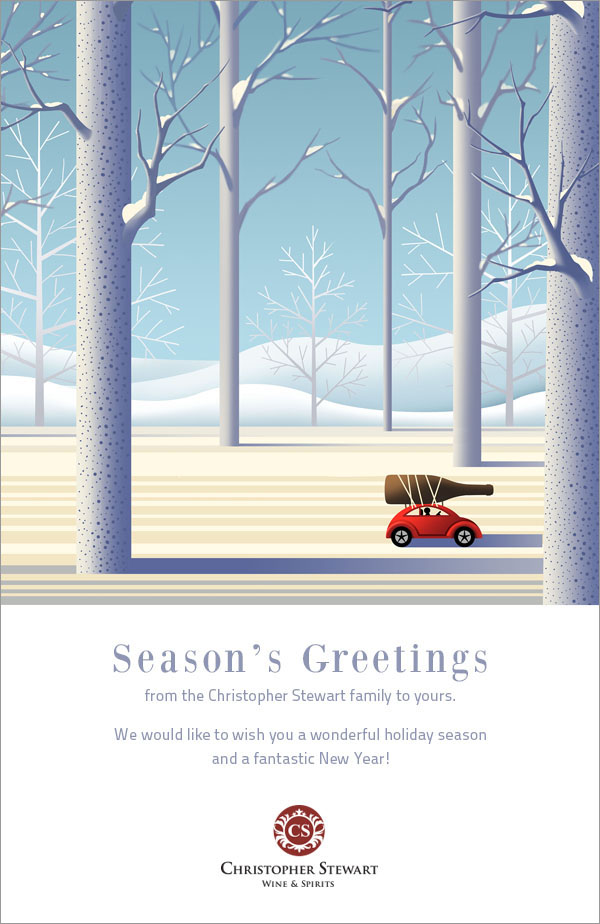 Season's Greetings
from the Christopher Stewart family to yours.
We would like to wish you a wonderful holiday season
and a fantastic New Year!
CS
Christopher Stewart
Wine & Spirits